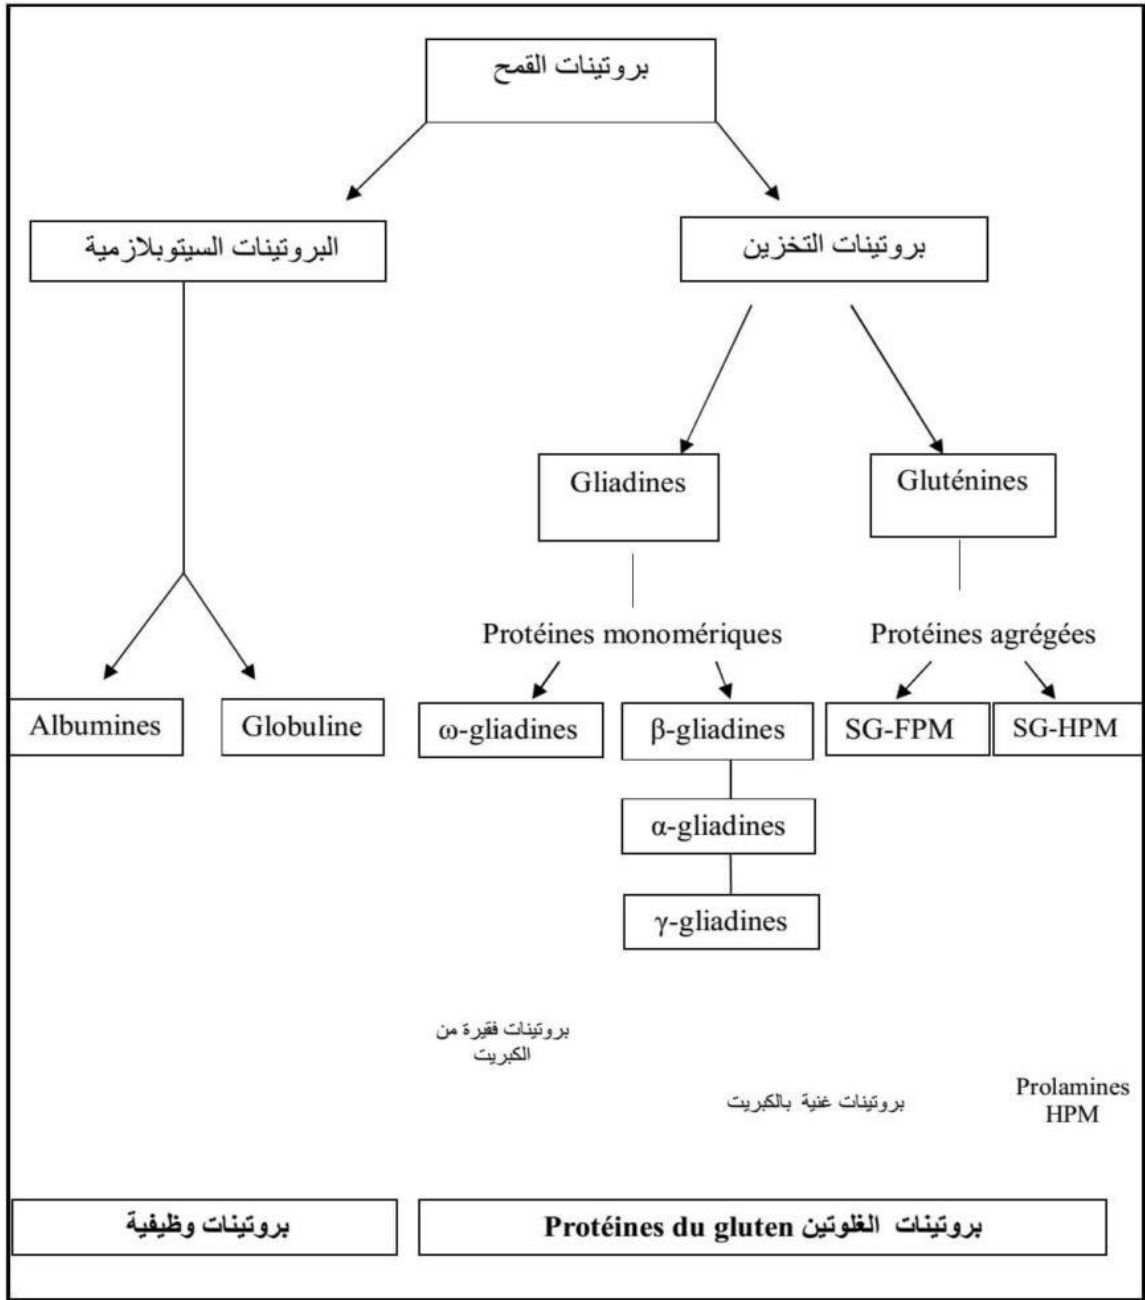 بروتينات القمح
البروتينات السيتوبلازمية
بروتينات التخزين
Gliadines
Gluténines
Protéines monomériques
Protéines agrégées
Albumines
Globuline
ω-gliadines
β-gliadines
SG-FPM
SG-HPM
α-gliadines
γ-gliadines
بروتينات فقيرة من
الكبريت
بروتينات غنية بالكبريت
Prolamines
HPM
بروتينات وظيفية
بروتينات الغلوتين Protéines du gluten